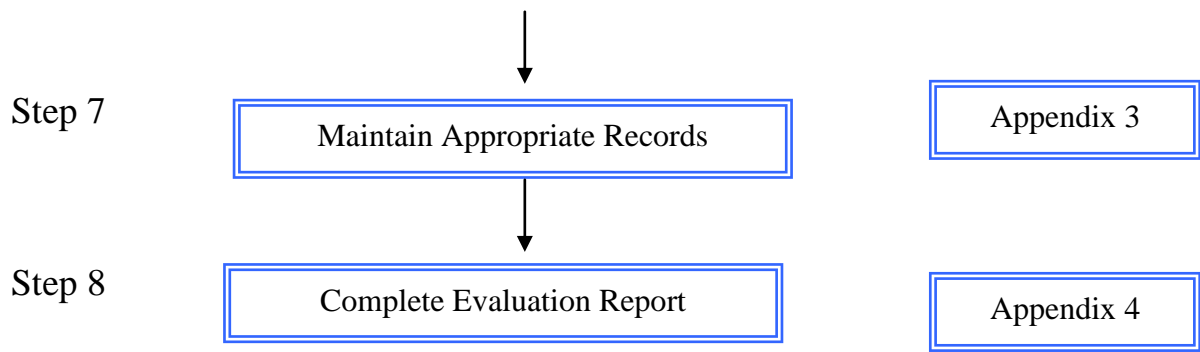 Step 7
Maintain Appropriate Records
Appendix 3
Step 8
Complete Evaluation Report
Appendix 4